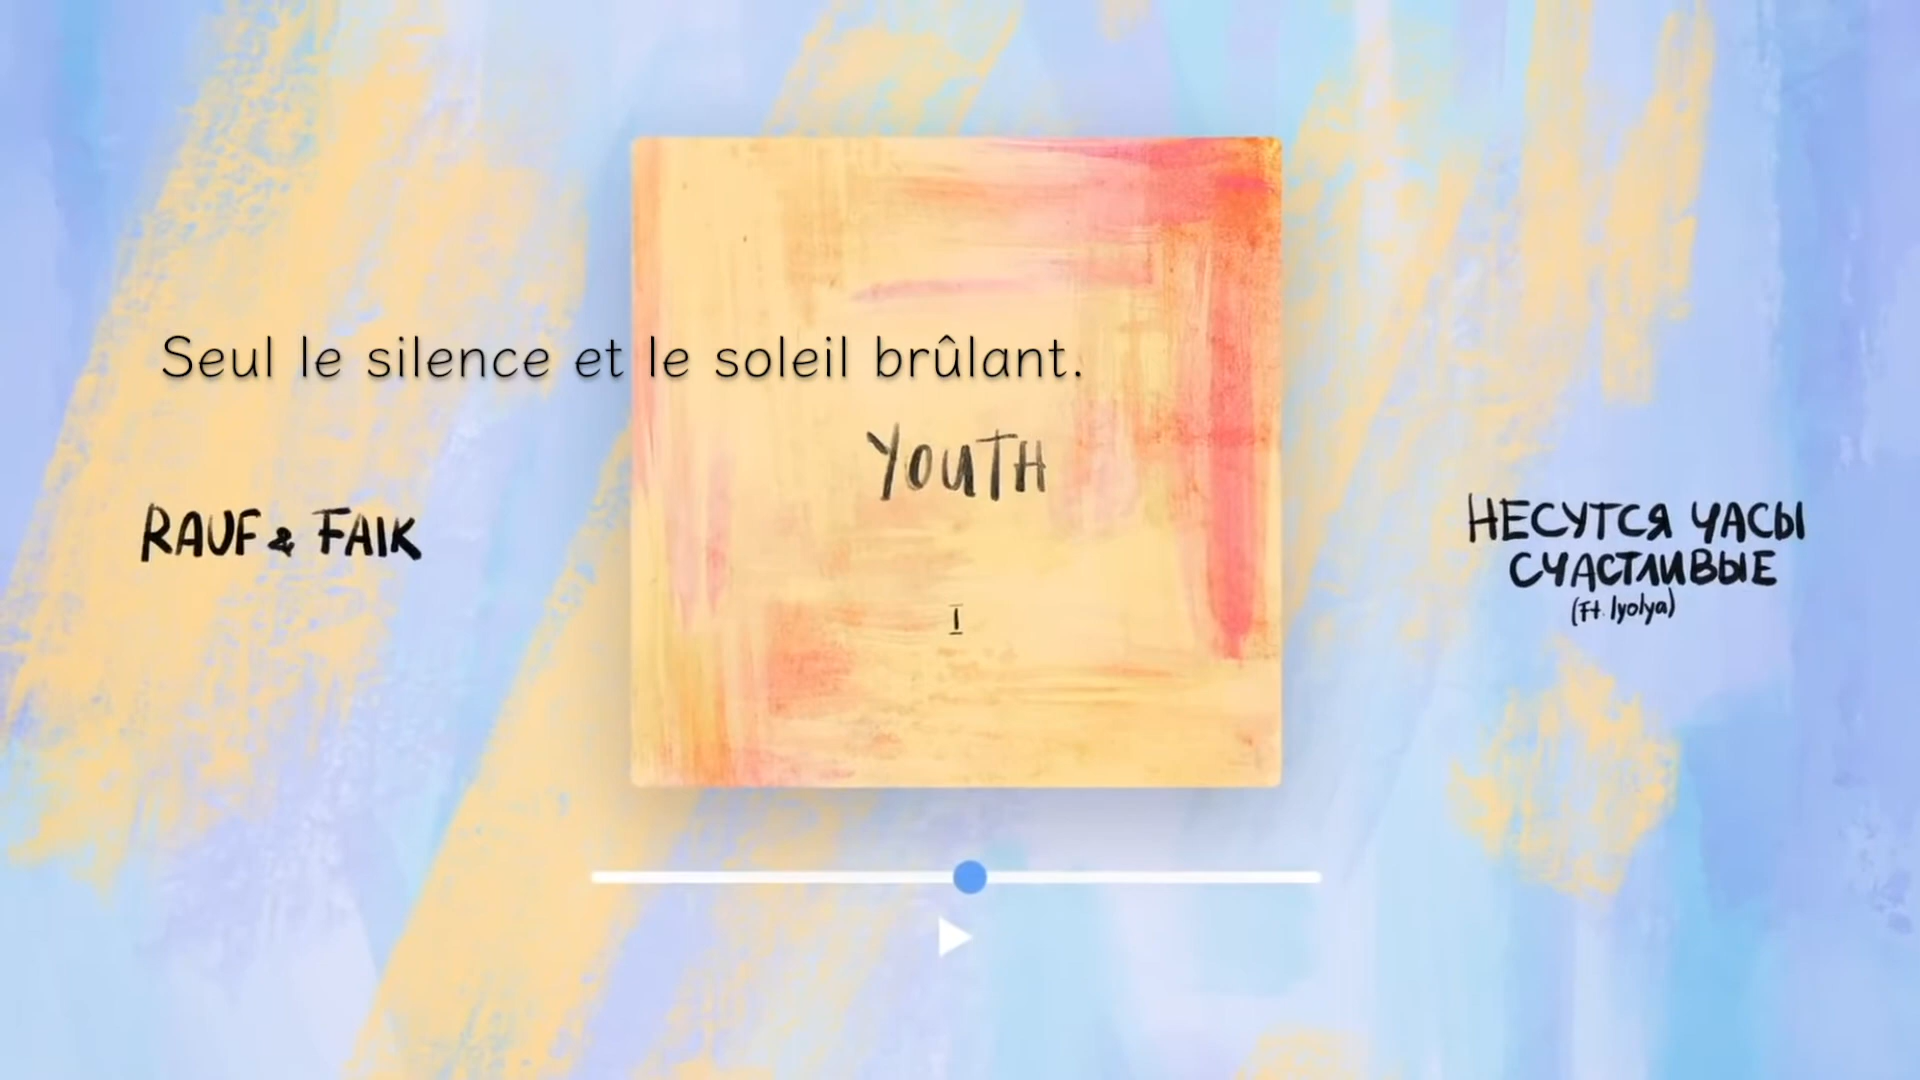 Seul le silence et le soleil brûlant.
YOUTH
RAUF & FAIK
НЕСУТСЯ ЧАСЫ
СЧАСТЛИВЫЕ
(Ft. lyolya)
I